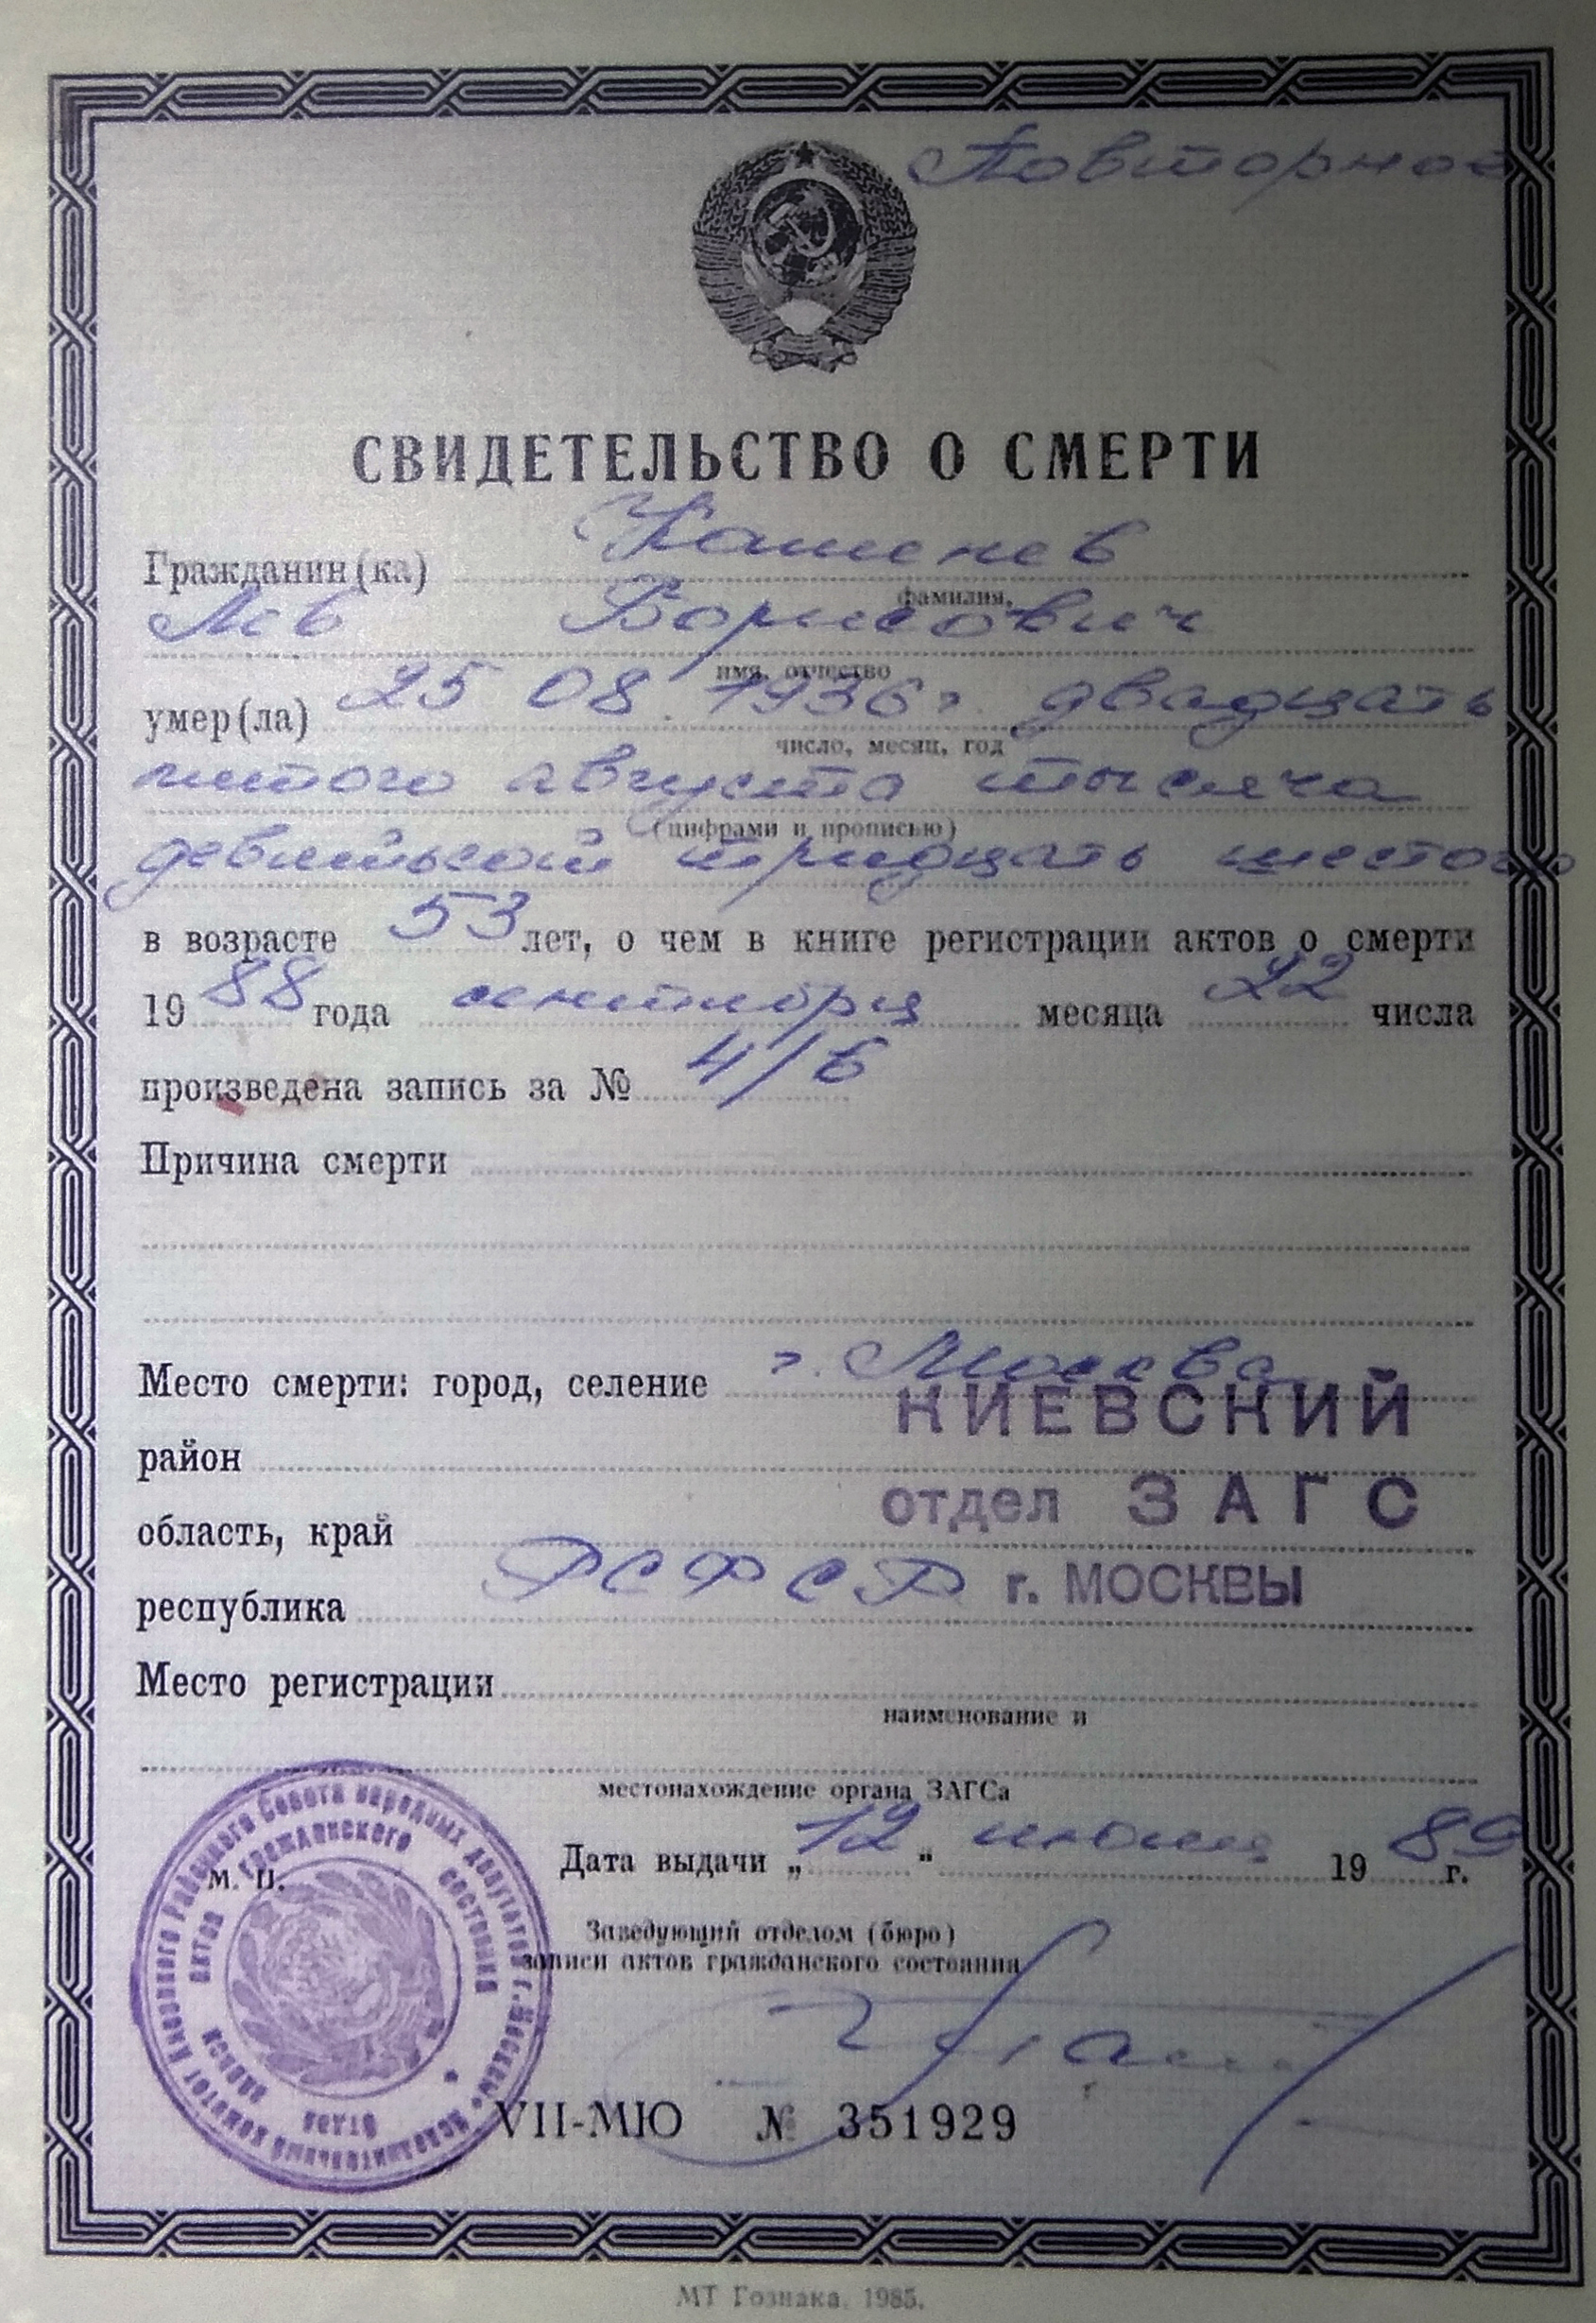 Повторное
СВИДЕТЕЛЬСТВО О СМЕРТИ
Гражданин(ка) Каменев
фамилия,
Лев Борисович
имя, отчество
умер(ла) 25 08. 1936 г. двадцать
число, месяц, год
пятого августа тысяча
(цифрами и прописью)
девятьсот тридцать шестого
в возрасте 53 лет, о чем в книге регистрации актов о смерти
19 88 года сентября месяца 22 числа
произведена запись за № 4/6
Причина смерти
Место смерти: город, селение г. Москва
КИЕВСКИЙ
район
отдел ЗАГС
область, край
республика РСФСР г. МОСКВЫ
Место регистрации
наименование и
местонахождение органа ЗАГСа
Дата выдачи „ 12 “ июля 19 89 г.
М. П.
Заведующий отделом (бюро)
записи актов гражданского состояния
VII-МЮ № 351929
Исполнительный комитет Киевского Районного Совета народных депутатов г. Москвы
отдел записи актов гражданского состояния
МТ Гознака. 1985.